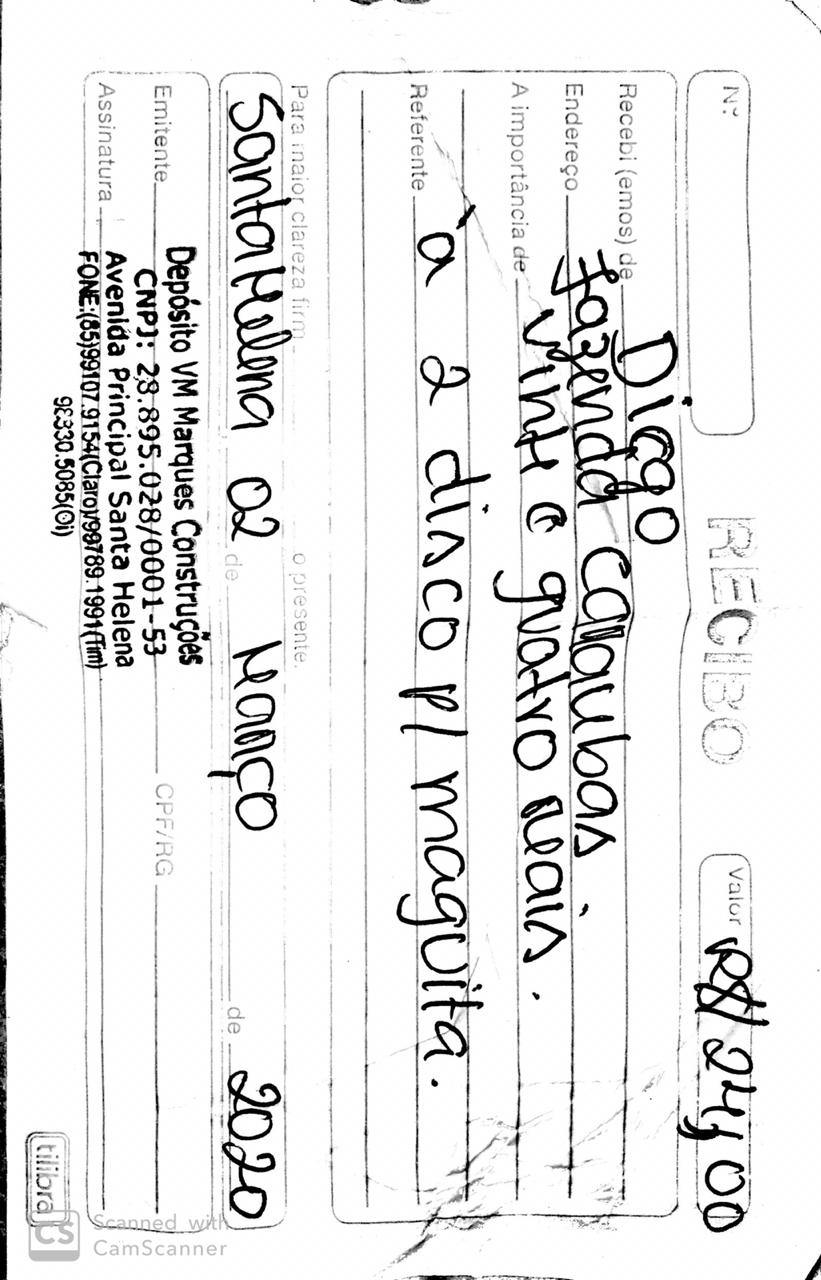 Nº
RECIBO
Valor R$ 24,00
Recebi (emos) de Diego
Endereço fazenda caraubas
A importância de vinte e quatro reais.
Referente à 2 disco p/ maquita.
Para maior clareza firm o presente.
Santa Helena 02 de março de 2020
Emitente CPF/RG
Assinatura
Depósito VM Marques Construções
CNPJ: 28.895.028/0001-53
Avenida Principal Santa Helena
FONE:(85)99107.9154(Claro)/99789.1991(Tim)
98330.5085(Oi)
tilibra
CS Scanned with
CamScanner